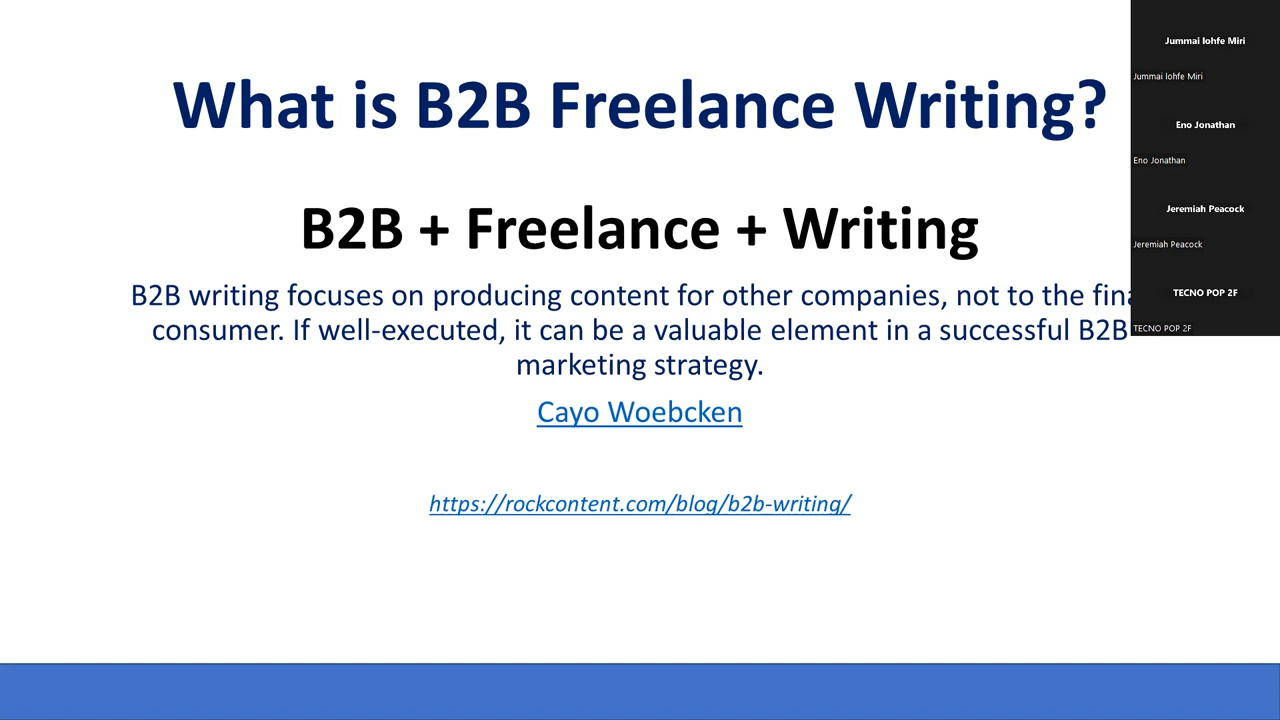 What is B2B Freelance Writing?
B2B + Freelance + Writing
B2B writing focuses on producing content for other companies, not to the fina
consumer. If well-executed, it can be a valuable element in a successful B2B
marketing strategy.
Cayo Woebcken
https://rockcontent.com/blog/b2b-writing/
Jummai Iohfe Miri
Jummai Iohfe Miri
Eno Jonathan
Eno Jonathan
Jeremiah Peacock
Jeremiah Peacock
TECNO POP 2F
TECNO POP 2F